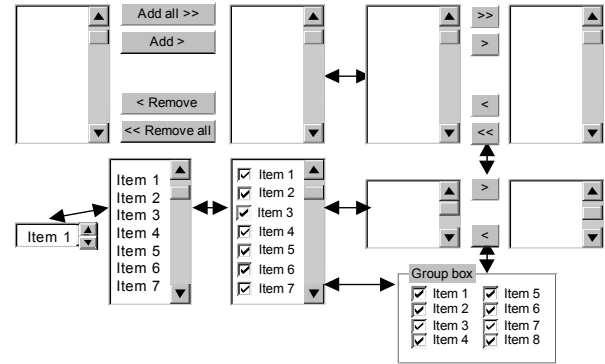 Add all >>
Add >
< Remove
<< Remove all
>>
>
<
<<
Item 1
Item 1
Item 2
Item 3
Item 4
Item 5
Item 6
Item 7
Item 1
Item 2
Item 3
Item 4
Item 5
Item 6
Item 7
>
<
Group box
Item 1
Item 2
Item 3
Item 4
Item 5
Item 6
Item 7
Item 8